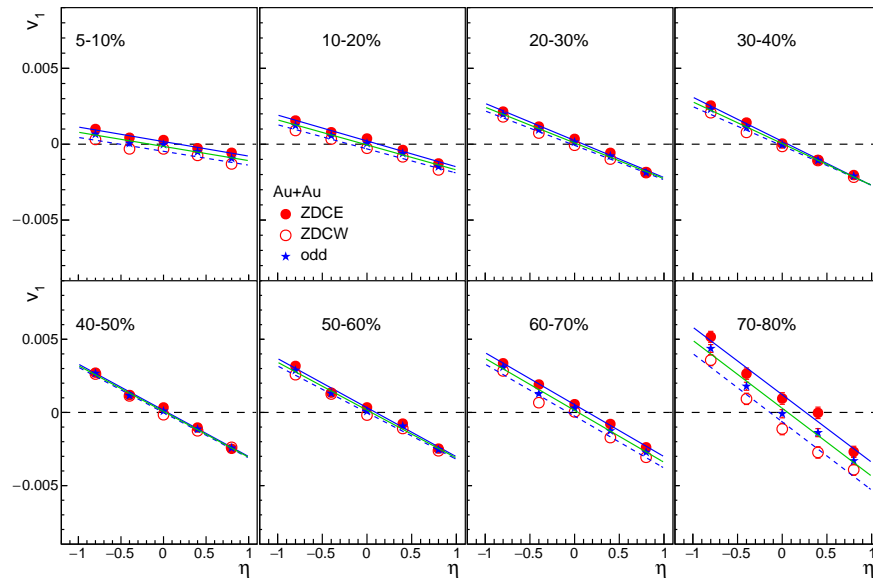 v₁
5-10% 10-20% 20-30% 30-40%
0.005
0
−0.005
Au+Au
ZDCE
ZDCW
odd
v₁
40-50% 50-60% 60-70% 70-80%
0.005
0
−0.005
−1 −0.5 0 0.5 1 −1 −0.5 0 0.5 1 −1 −0.5 0 0.5 1 −1 −0.5 0 0.5 1
η η η η